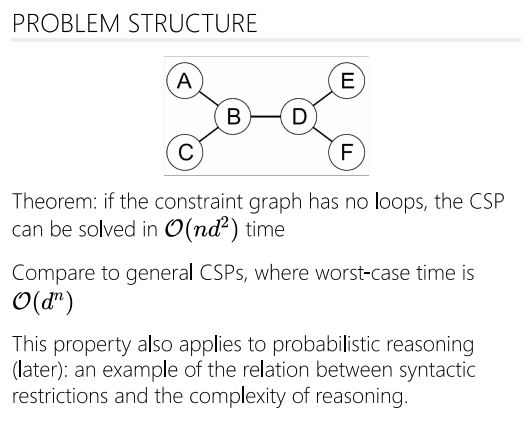 PROBLEM STRUCTURE
A E
B D
C F
Theorem: if the constraint graph has no loops, the CSP
can be solved in 𝒪(nd²) time
Compare to general CSPs, where worst-case time is
𝒪(dⁿ)
This property also applies to probabilistic reasoning
(later): an example of the relation between syntactic
restrictions and the complexity of reasoning.